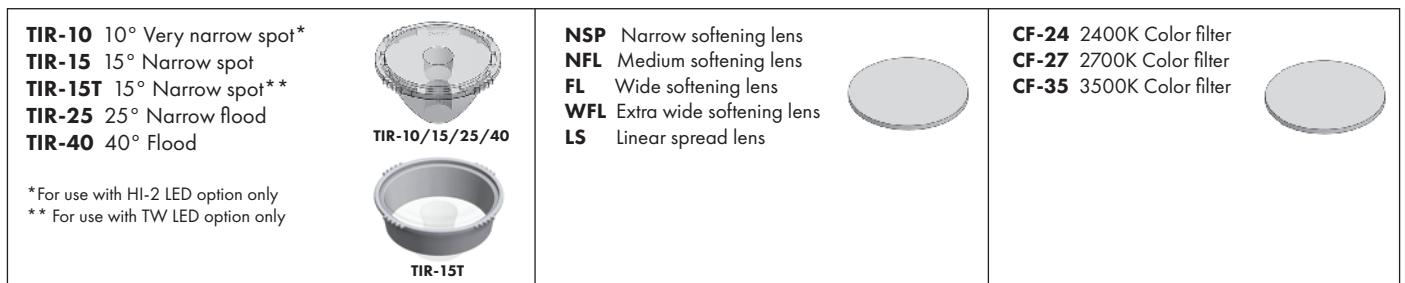 TIR-10 10° Very narrow spot*
TIR-15 15° Narrow spot
TIR-15T 15° Narrow spot**
TIR-25 25° Narrow flood
TIR-40 40° Flood
*For use with HI-2 LED option only
** For use with TW LED option only
TIR-10/15/25/40
TIR-15T
NSP Narrow softening lens
NFL Medium softening lens
FL Wide softening lens
WFL Extra wide softening lens
LS Linear spread lens
CF-24 2400K Color filter
CF-27 2700K Color filter
CF-35 3500K Color filter